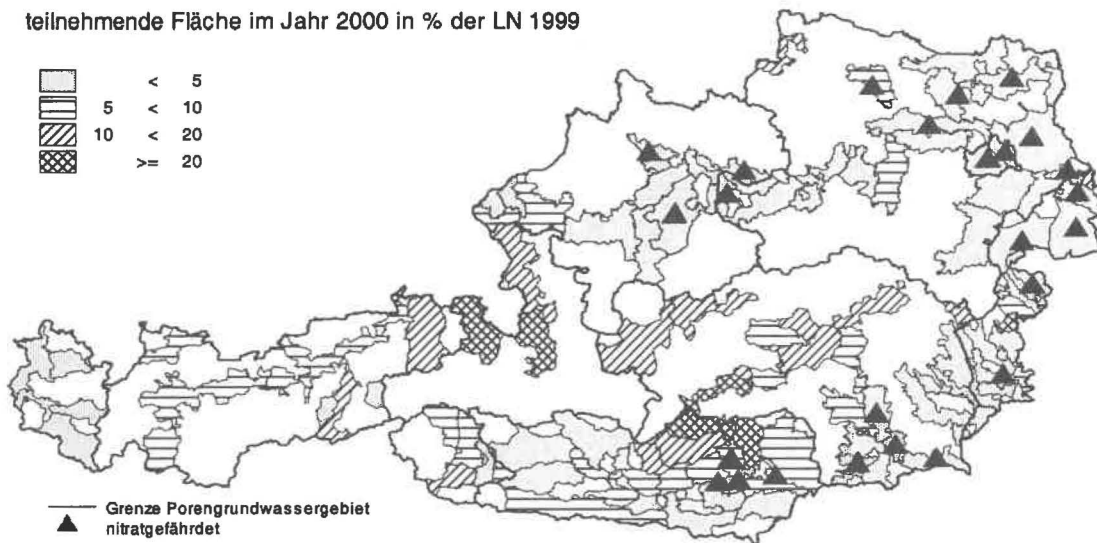 teilnehmende Fläche im Jahr 2000 in % der LN 1999
< 5
5 < 10
10 < 20
>= 20
Grenze Porengrundwassergebiet
nitratgefährdet